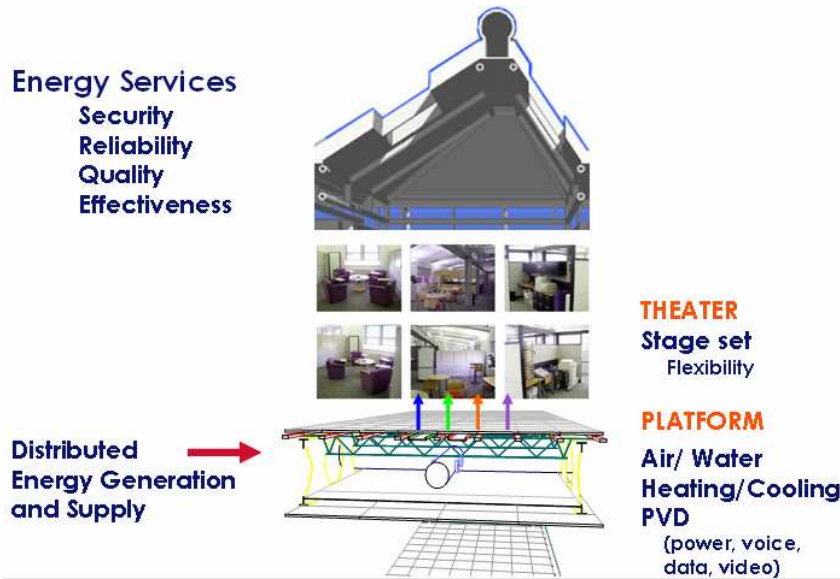 Energy Services
Security
Reliability
Quality
Effectiveness
THEATER
Stage set
Flexibility
Distributed
Energy Generation
and Supply
PLATFORM
Air/ Water
Heating/Cooling
PVD
(power, voice,
data, video)